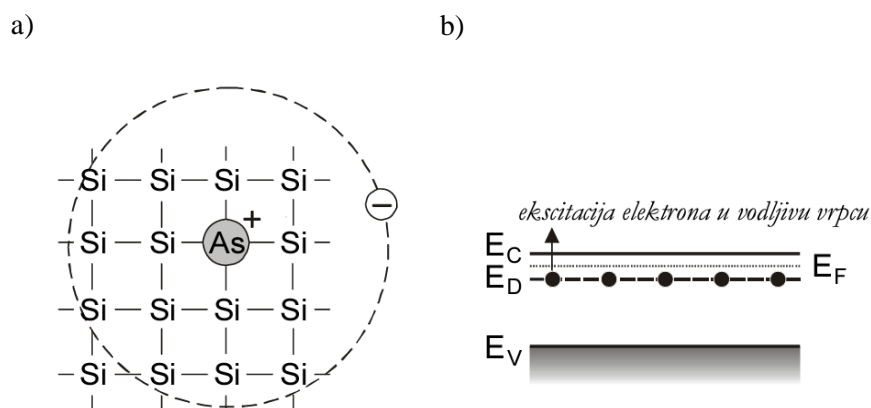 a)
b)
Si Si Si Si
Si As + Si
Si Si Si Si
Si Si Si Si
−
ekscitacija elektrona u vodljivu vrpcu
E_C
E_D
E_F
E_V